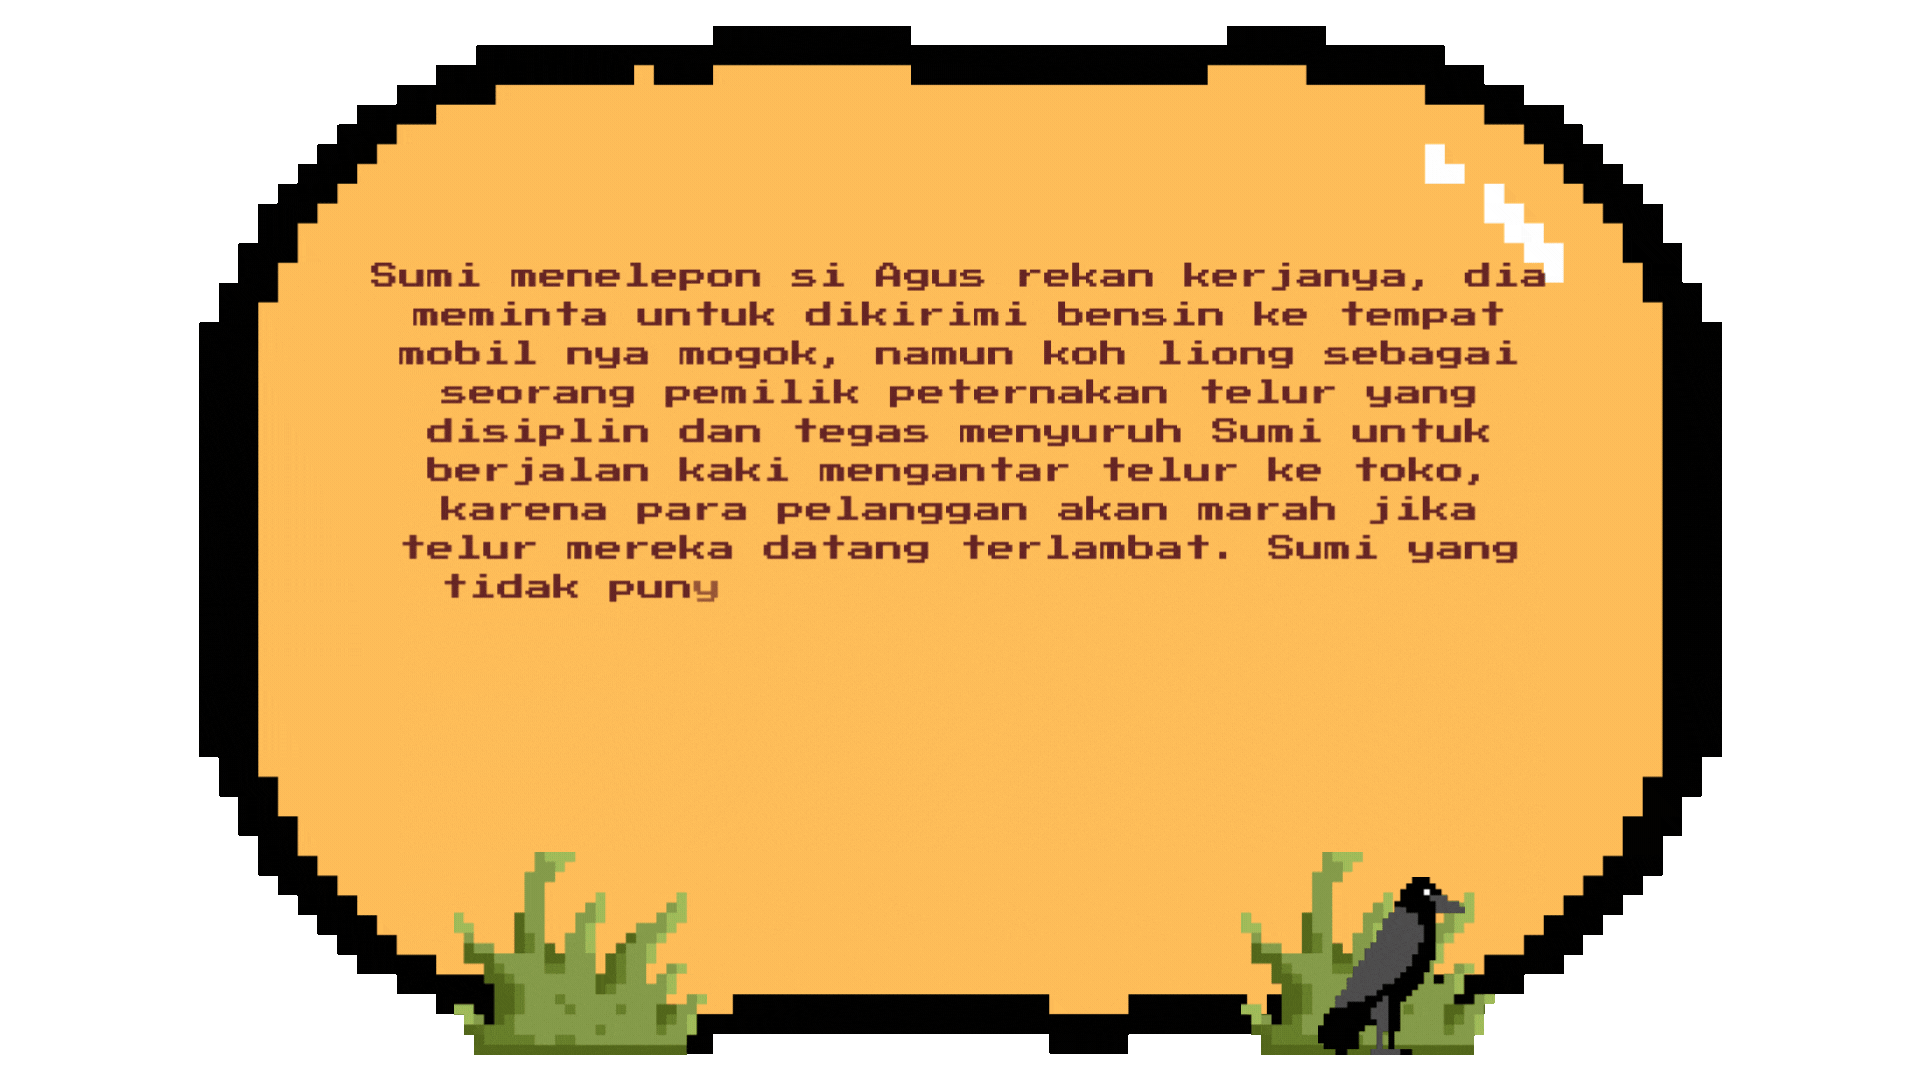 Sumi menelepon si Agus rekan kerjanya, dia
meminta untuk dikirimi bensin ke tempat
mobil nya mogok, namun koh liong sebagai
seorang pemilik peternakan telur yang
disiplin dan tegas menyuruh Sumi untuk
berjalan kaki mengantar telur ke toko,
karena para pelanggan akan marah jika
telur mereka datang terlambat. Sumi yang
tidak puny